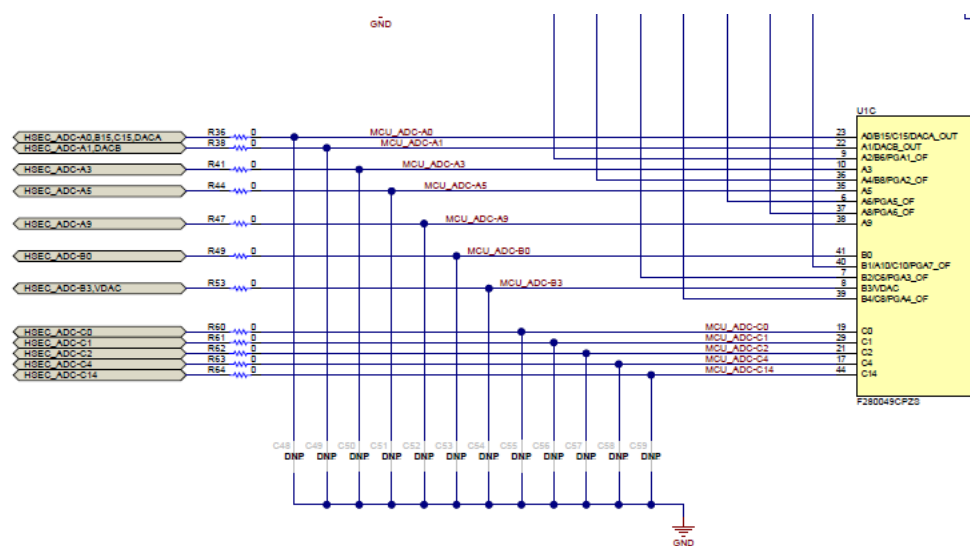 GND
U1C
HSEC_ADC-A0,B15,C15,DACA R36 0 MCU_ADC-A0 23 A0/B15/C15/DACA_OUT
HSEC_ADC-A1,DACB R38 0 MCU_ADC-A1 22 A1/DACB_OUT
9 A2/B6/PGA1_OF
HSEC_ADC-A3 R41 0 MCU_ADC-A3 10 A3
36 A4/B8/PGA2_OF
HSEC_ADC-A5 R44 0 MCU_ADC-A5 35 A5
6 A6/PGA5_OF
37 A8/PGA6_OF
HSEC_ADC-A9 R47 0 MCU_ADC-A9 38 A9
HSEC_ADC-B0 R49 0 MCU_ADC-B0 41 B0
40 B1/A10/C10/PGA7_OF
7 B2/C6/PGA3_OF
HSEC_ADC-B3,VDAC R53 0 MCU_ADC-B3 8 B3/VDAC
39 B4/C8/PGA4_OF
HSEC_ADC-C0 R60 0 MCU_ADC-C0 19 C0
HSEC_ADC-C1 R61 0 MCU_ADC-C1 29 C1
HSEC_ADC-C2 R62 0 MCU_ADC-C2 21 C2
HSEC_ADC-C4 R63 0 MCU_ADC-C4 17 C4
HSEC_ADC-C14 R64 0 MCU_ADC-C14 44 C14
F280049CPZS
C48 C49 C50 C51 C52 C53 C54 C55 C56 C57 C58 C59
DNP DNP DNP DNP DNP DNP DNP DNP DNP DNP DNP DNP
GND